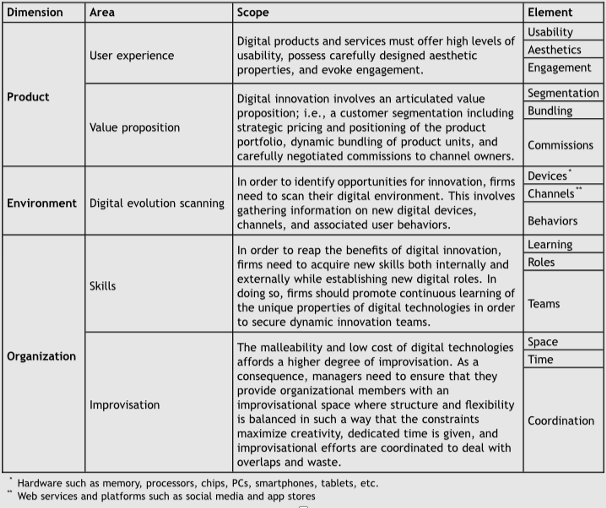 Dimension Area Scope Element
Product
User experience
Digital products and services must offer high levels of
usability, possess carefully designed aesthetic
properties, and evoke engagement.
Usability
Aesthetics
Engagement
Value proposition
Digital innovation involves an articulated value
proposition; i.e., a customer segmentation including
strategic pricing and positioning of the product
portfolio, dynamic bundling of product units, and
carefully negotiated commissions to channel owners.
Segmentation
Bundling
Commissions
Environment
Digital evolution scanning
In order to identify opportunities for innovation, firms
need to scan their digital environment. This involves
gathering information on new digital devices,
channels, and associated user behaviors.
Devices*
Channels**
Behaviors
Organization
Skills
In order to reap the benefits of digital innovation,
firms need to acquire new skills both internally and
externally while establishing new digital roles. In
doing so, firms should promote continuous learning of
the unique properties of digital technologies in order
to secure dynamic innovation teams.
Learning
Roles
Teams
Improvisation
The malleability and low cost of digital technologies
affords a higher degree of improvisation. As a
consequence, managers need to ensure that they
provide organizational members with an
improvisational space where structure and flexibility
is balanced in such a way that the constraints
maximize creativity, dedicated time is given, and
improvisational efforts are coordinated to deal with
overlaps and waste.
Space
Time
Coordination
* Hardware such as memory, processors, chips, PCs, smartphones, tablets, etc.
** Web services and platforms such as social media and app stores